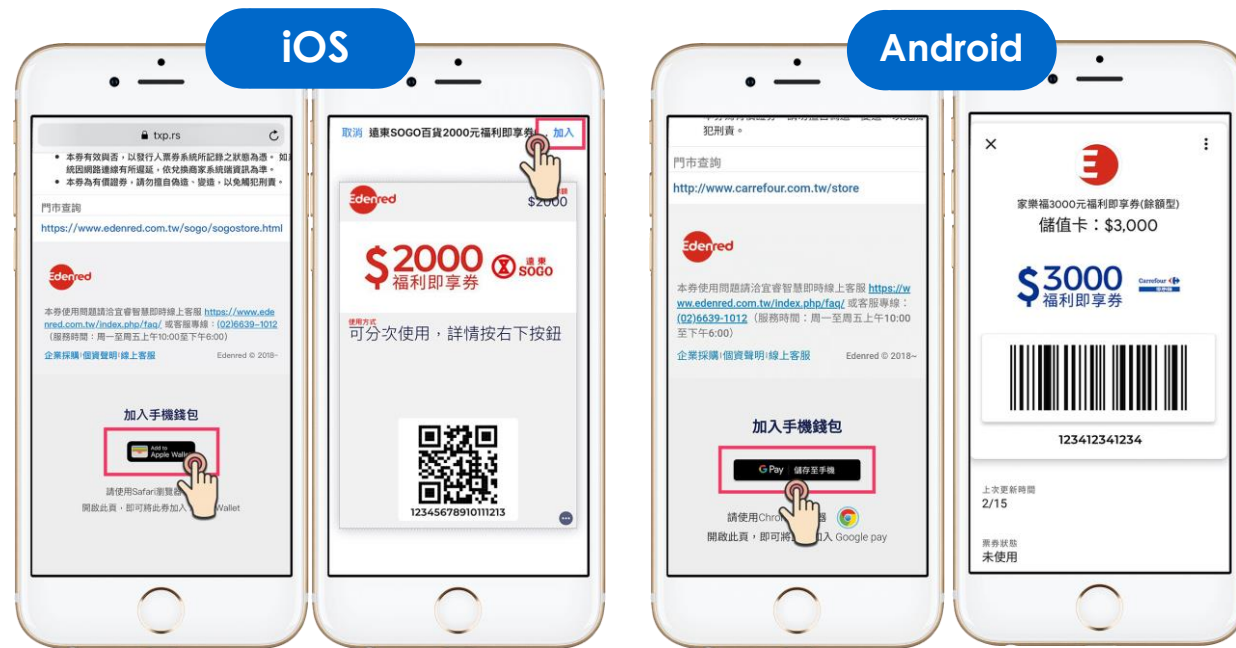 iOS
txp.rs
本券有效與否，以發行人票券系統所記錄之狀態為憑。 如
統因網路連線有所遲延，依兌換商家系統端資訊為準。
本券為有價證券，請勿擅自偽造、變造，以免觸犯刑責。
門市查詢
https://www.edenred.com.tw/sogo/sogostore.html
Edenred
本券使用問題請洽宜睿智慧即時線上客服 https://www.ede
nred.com.tw/index.php/faq/ 或客服專線：(02)6639-1012
（服務時間：周一至周五上午10:00至下午6:00）
企業採購|個資聲明|線上客服
Edenred © 2018~
加入手機錢包
Add to
Apple Wallet
請使用Safari瀏覽
開啟此頁，即可將此券加入 Wallet
取消 遠東SOGO百貨2000元福利即享券 加入
Edenred
$2000
$2000
福利即享券
遠東
SOGO
使用方式
可分次使用，詳情按右下按鈕
12345678910111213
Android
犯刑責。
門市查詢
http://www.carrefour.com.tw/store
Edenred
本券使用問題請洽宜睿智慧即時線上客服 https://w
ww.edenred.com.tw/index.php/faq/ 或客服專線：
(02)6639-1012（服務時間：周一至周五上午10:00
至下午6:00）
企業採購|個資聲明|線上客服
Edenred © 2018~
加入手機錢包
G Pay | 儲存至手機
請使用Chro 器
開啟此頁，即可將 加入 Google pay
家樂福3000元福利即享券(餘額型)
儲值卡：$3,000
$3000
福利即享券
Carrefour
家樂福
123412341234
上次更新時間
2/15
票券狀態
未使用